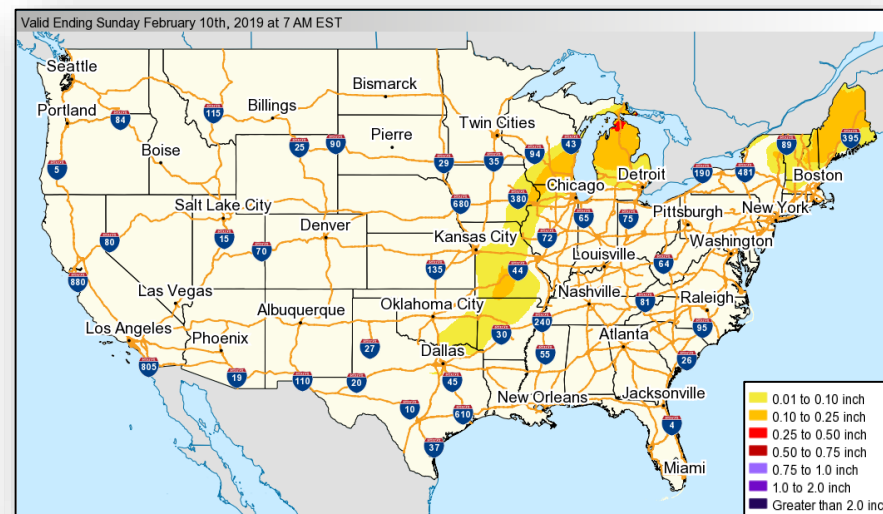 Valid Ending Sunday February 10th, 2019 at 7 AM EST
Seattle
Portland
84
115
Billings
Bismarck
Twin Cities
5
Boise
25
90
Pierre
29
35
94
43
89
395
Salt Lake City
680
380
Chicago
Detroit
190
481
Boston
80
15
70
Denver
Kansas City
72
65
75
Pittsburgh
New York
880
135
44
Louisville
64
Washington
Las Vegas
Albuquerque
Oklahoma City
Nashville
81
Raleigh
Los Angeles
Phoenix
27
30
240
Atlanta
95
805
19
110
20
Dallas
45
55
26
10
610
New Orleans
Jacksonville
37
4
Miami
0.01 to 0.10 inch
0.10 to 0.25 inch
0.25 to 0.50 inch
0.50 to 0.75 inch
0.75 to 1.0 inch
1.0 to 2.0 inch
Greater than 2.0 inc